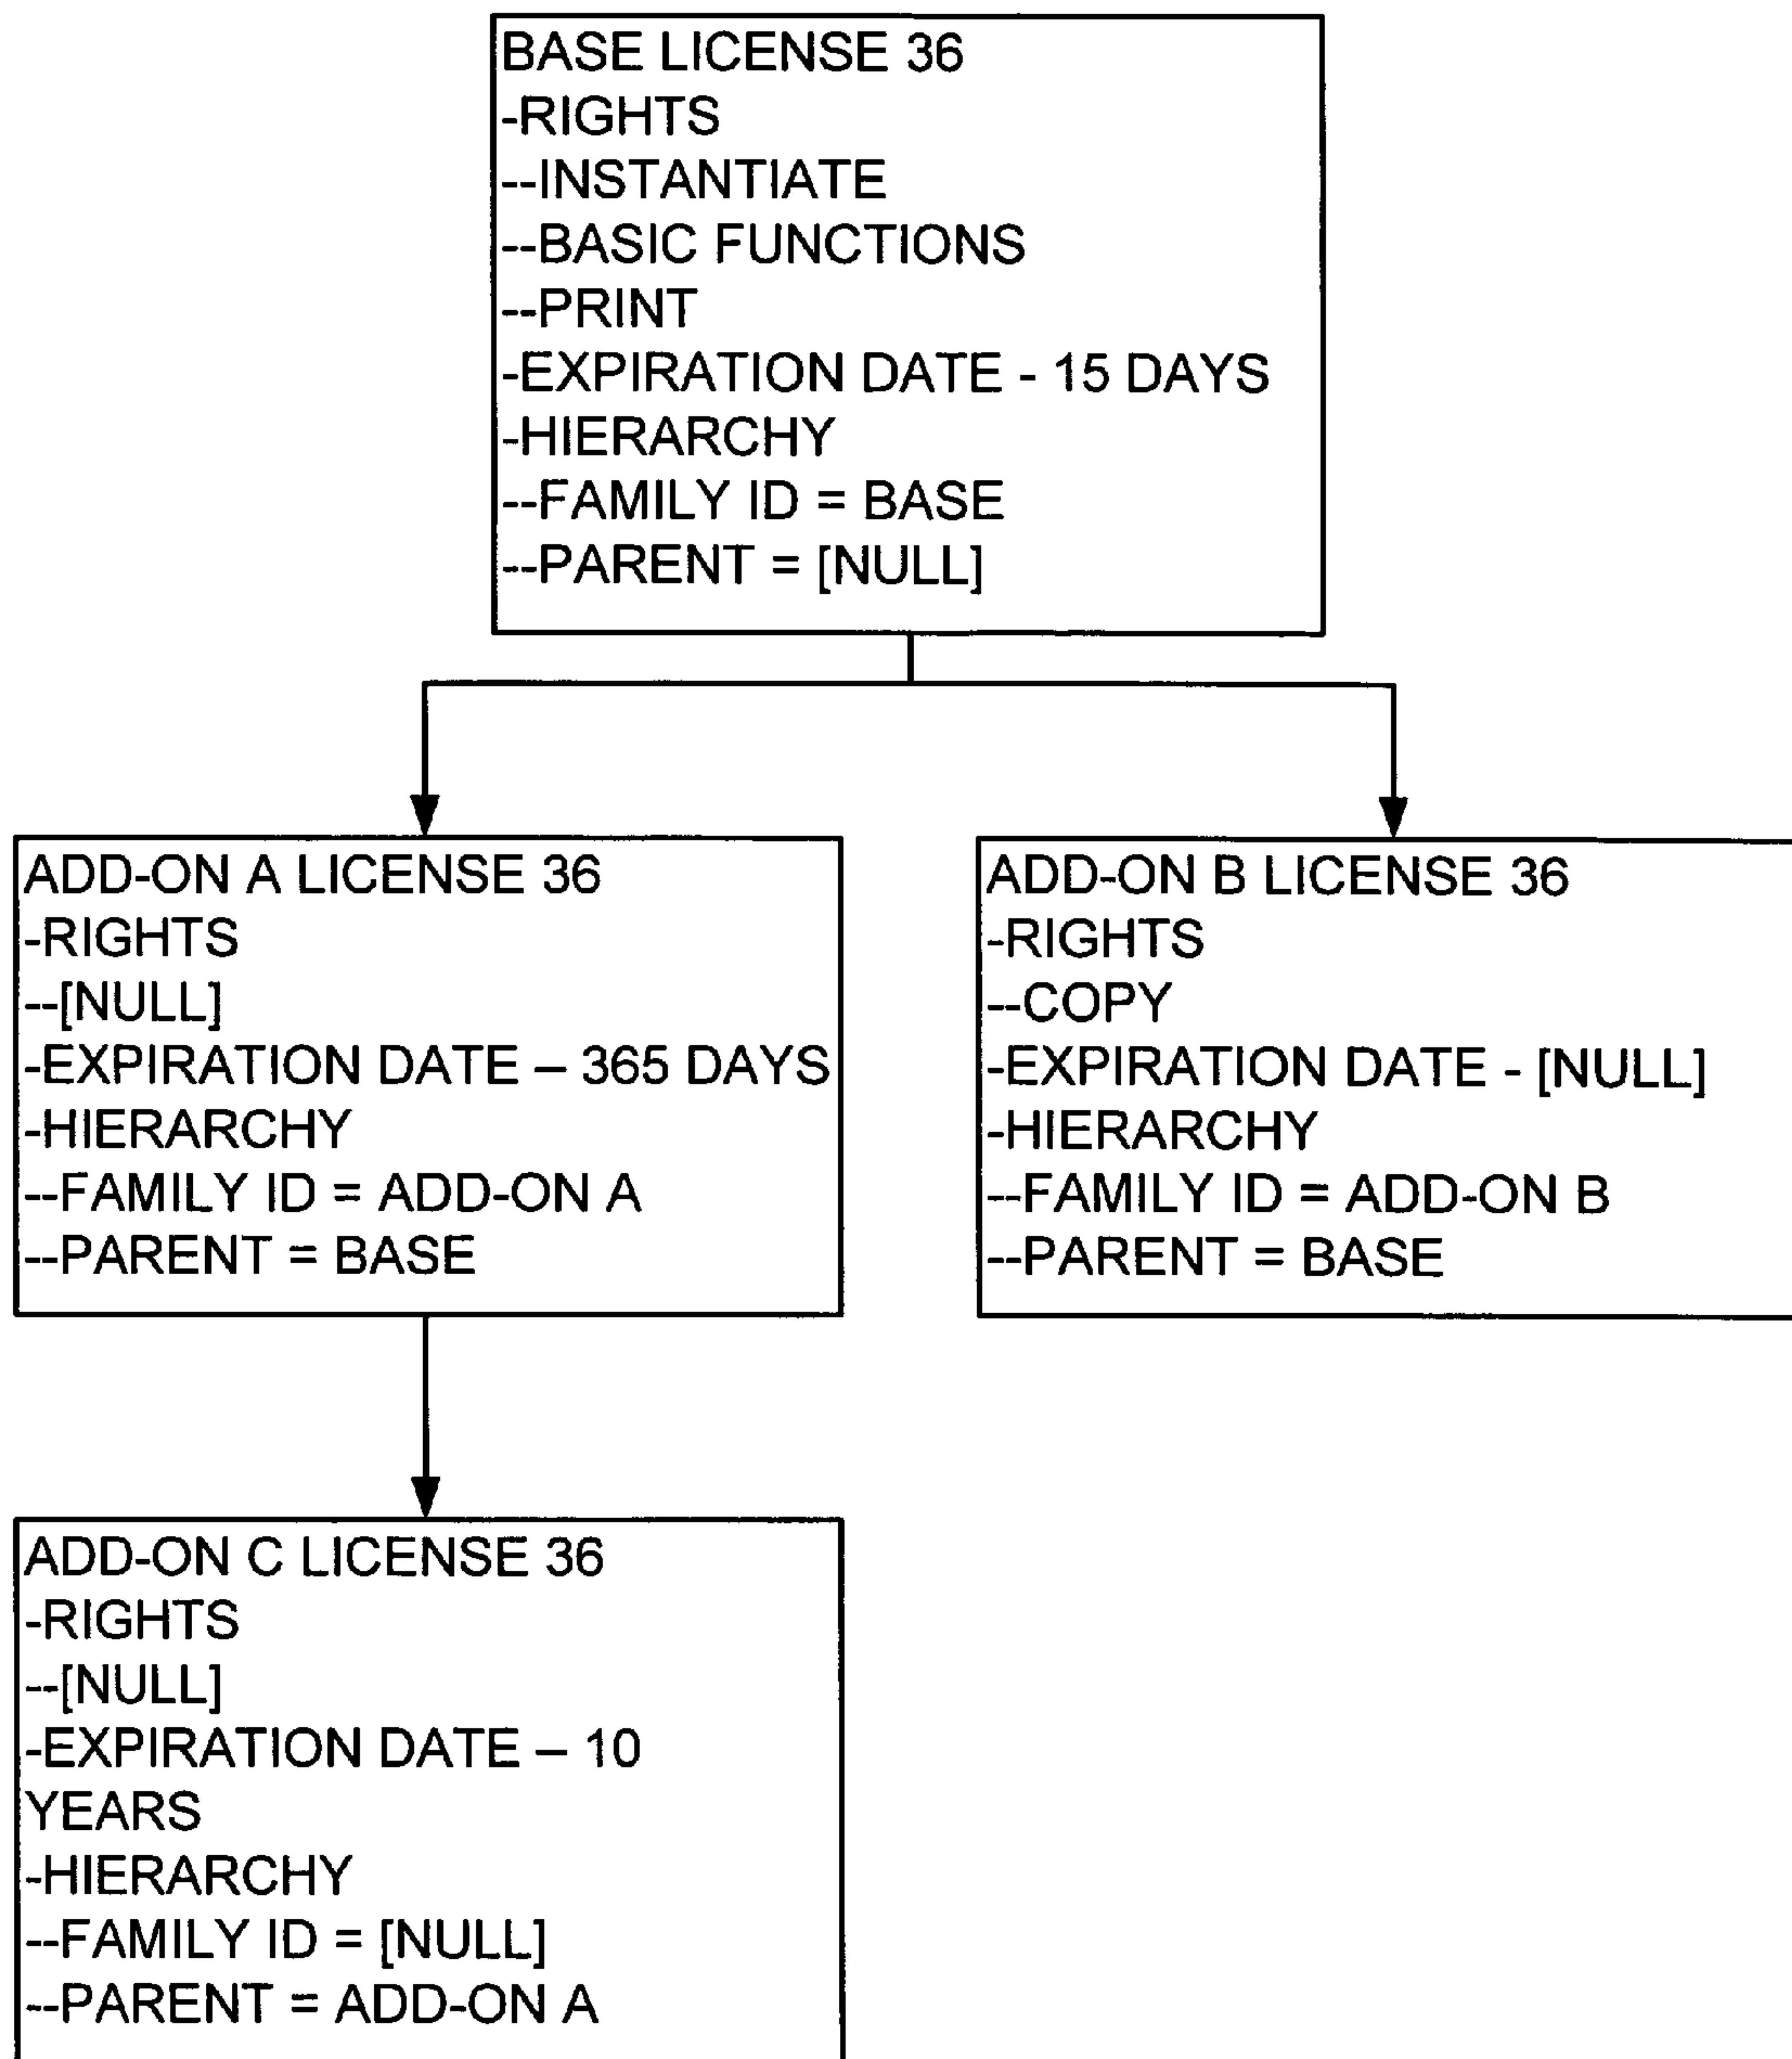 BASE LICENSE 36
-RIGHTS
--INSTANTIATE
--BASIC FUNCTIONS
--PRINT
-EXPIRATION DATE - 15 DAYS
-HIERARCHY
--FAMILY ID = BASE
--PARENT = [NULL]
ADD-ON A LICENSE 36
-RIGHTS
--[NULL]
-EXPIRATION DATE – 365 DAYS
-HIERARCHY
--FAMILY ID = ADD-ON A
--PARENT = BASE
ADD-ON B LICENSE 36
-RIGHTS
--COPY
-EXPIRATION DATE - [NULL]
-HIERARCHY
--FAMILY ID = ADD-ON B
--PARENT = BASE
ADD-ON C LICENSE 36
-RIGHTS
--[NULL]
-EXPIRATION DATE – 10
YEARS
-HIERARCHY
--FAMILY ID = [NULL]
--PARENT = ADD-ON A